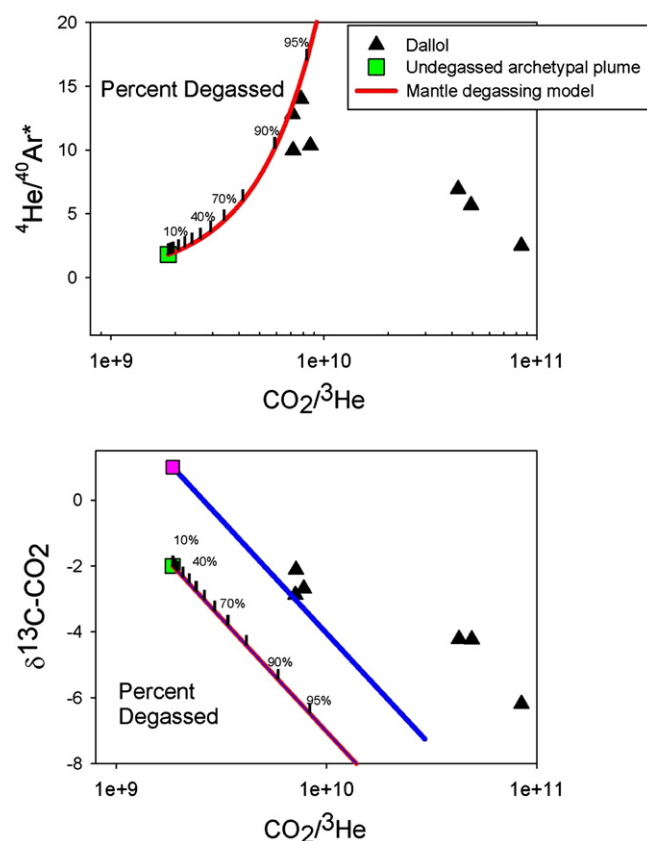 20
15
10
5
0
4He/40Ar*
Percent Degassed
95%
90%
70%
40%
10%
Dallol
Undegassed archetypal plume
Mantle degassing model
1e+9 1e+10 1e+11
CO2/3He
0
-2
-4
-6
-8
δ13C-CO2
10%
40%
70%
90%
95%
Percent
Degassed
1e+9 1e+10 1e+11
CO2/3He